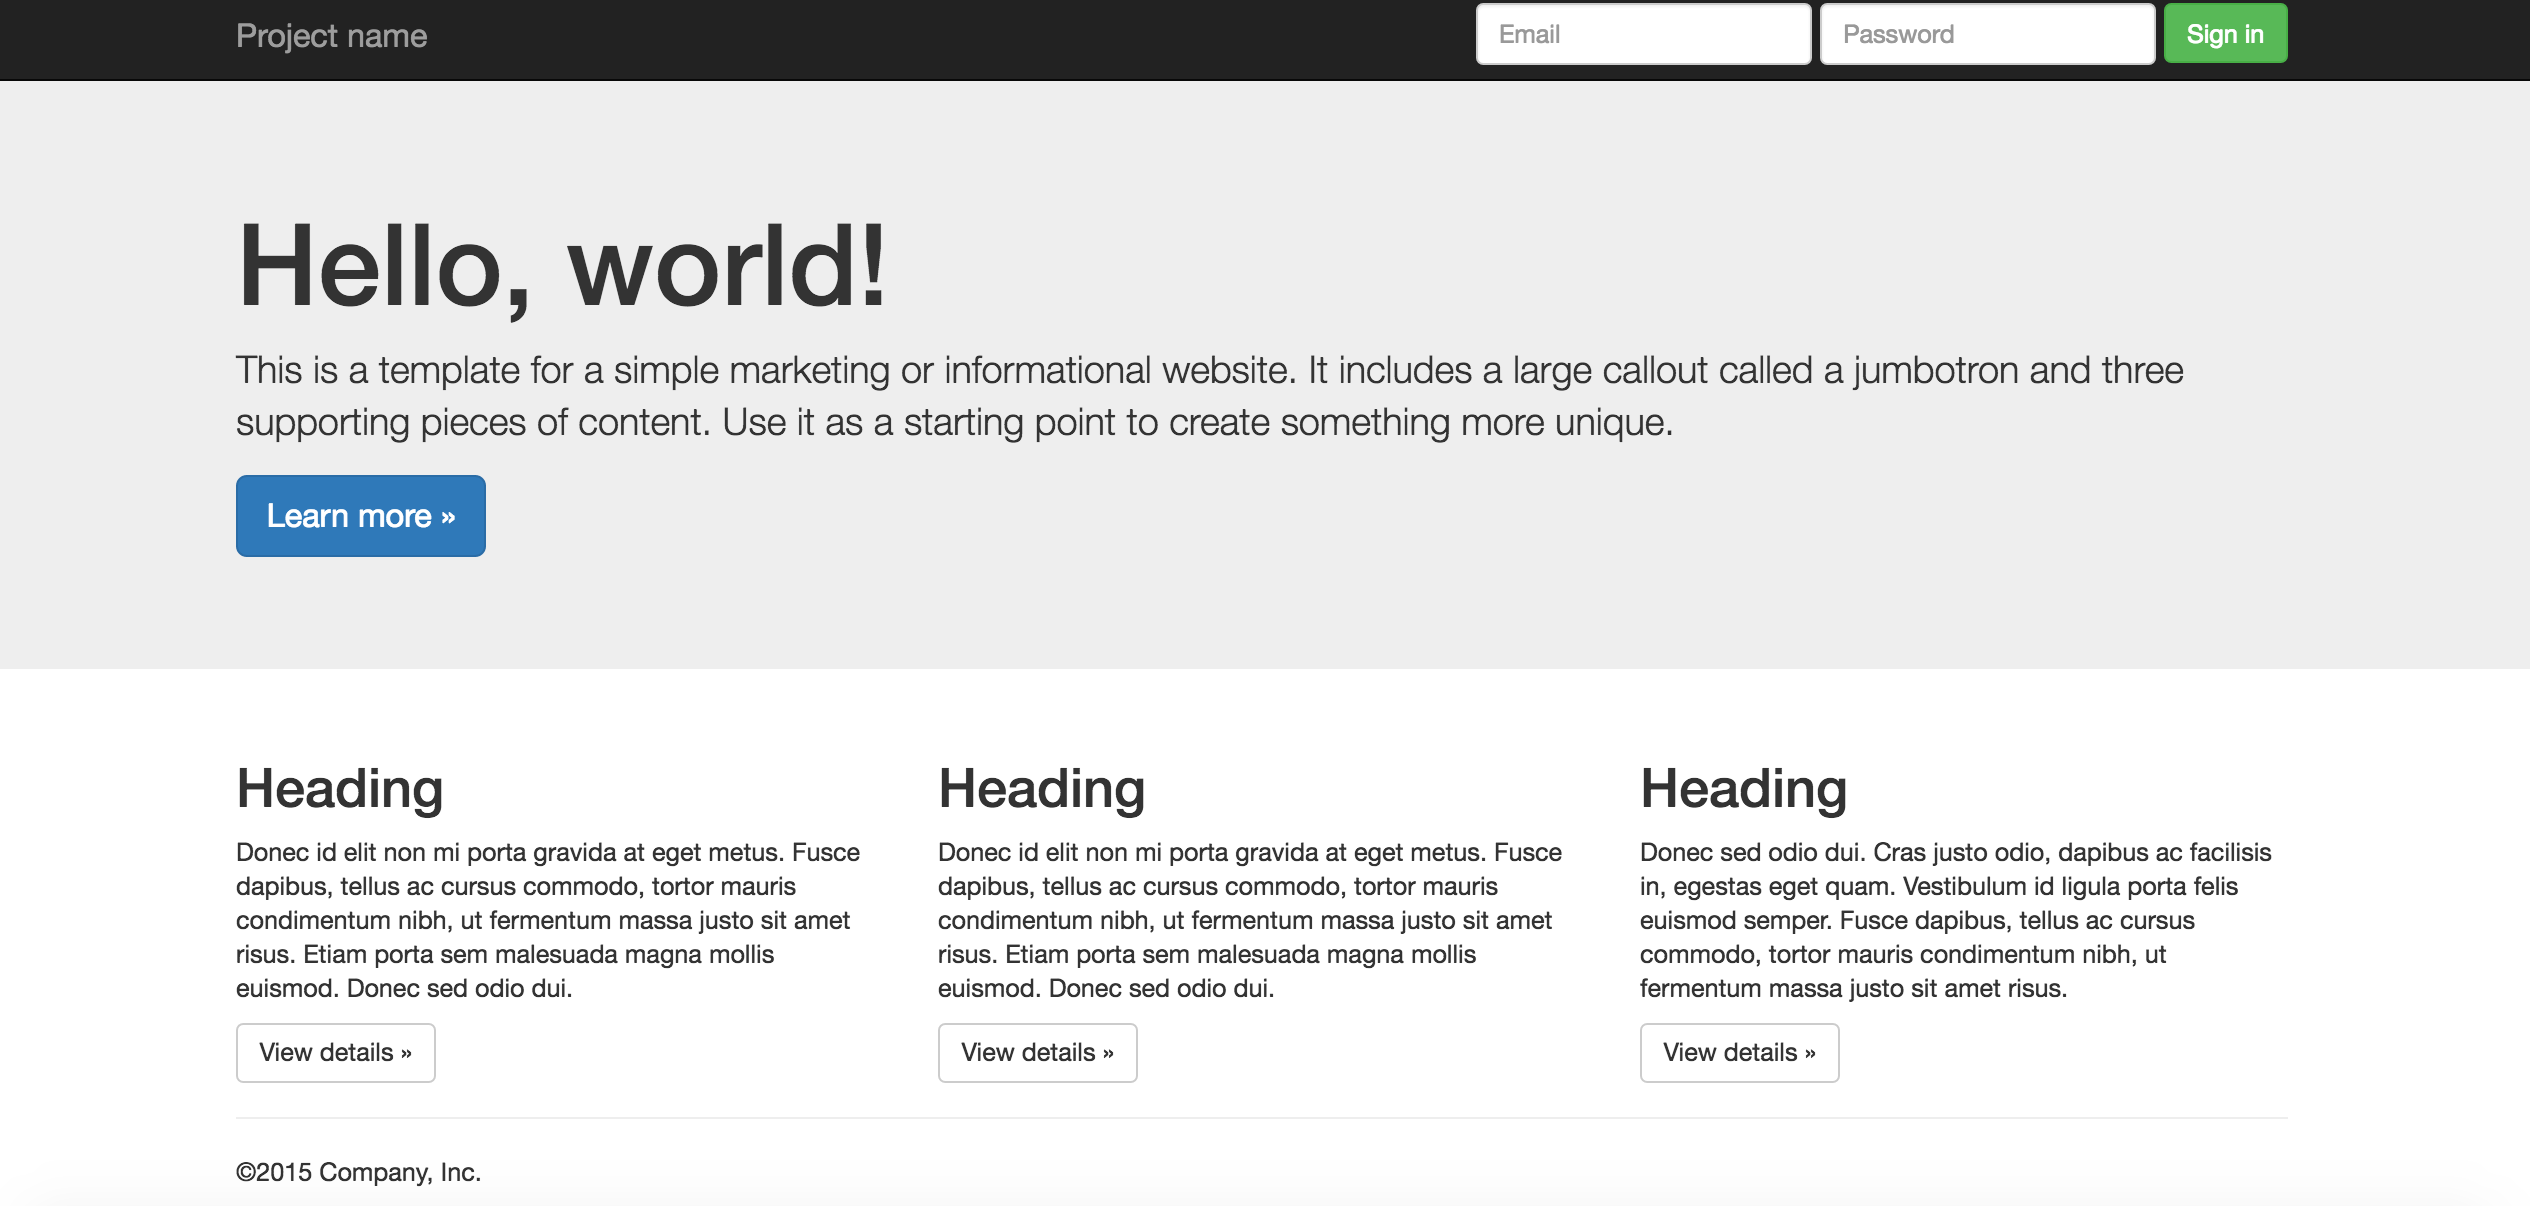 Project name
Email
Password
Sign in
Hello, world!
This is a template for a simple marketing or informational website. It includes a large callout called a jumbotron and three
supporting pieces of content. Use it as a starting point to create something more unique.
Learn more »
Heading
Donec id elit non mi porta gravida at eget metus. Fusce
dapibus, tellus ac cursus commodo, tortor mauris
condimentum nibh, ut fermentum massa justo sit amet
risus. Etiam porta sem malesuada magna mollis
euismod. Donec sed odio dui.
View details »
Heading
Donec id elit non mi porta gravida at eget metus. Fusce
dapibus, tellus ac cursus commodo, tortor mauris
condimentum nibh, ut fermentum massa justo sit amet
risus. Etiam porta sem malesuada magna mollis
euismod. Donec sed odio dui.
View details »
Heading
Donec sed odio dui. Cras justo odio, dapibus ac facilisis
in, egestas eget quam. Vestibulum id ligula porta felis
euismod semper. Fusce dapibus, tellus ac cursus
commodo, tortor mauris condimentum nibh, ut
fermentum massa justo sit amet risus.
View details »
©2015 Company, Inc.